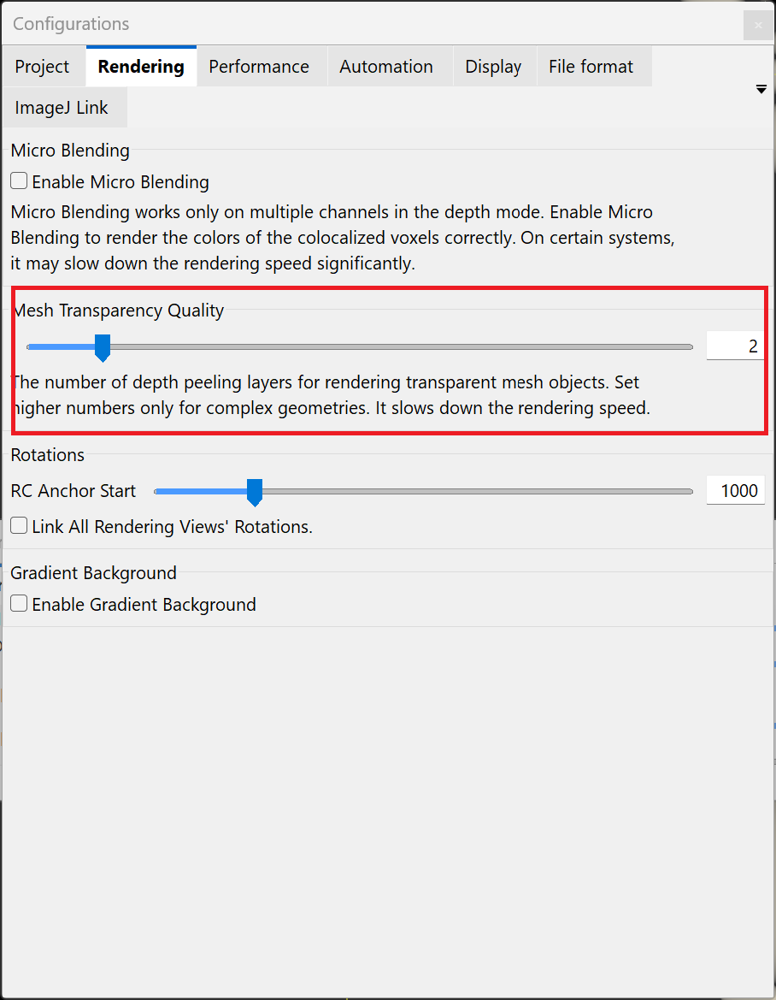 Configurations
Project Rendering Performance Automation Display File format
ImageJ Link
Micro Blending
Enable Micro Blending
Micro Blending works only on multiple channels in the depth mode. Enable Micro
Blending to render the colors of the colocalized voxels correctly. On certain systems,
it may slow down the rendering speed significantly.
Mesh Transparency Quality
2
The number of depth peeling layers for rendering transparent mesh objects. Set
higher numbers only for complex geometries. It slows down the rendering speed.
Rotations
RC Anchor Start 1000
Link All Rendering Views' Rotations.
Gradient Background
Enable Gradient Background